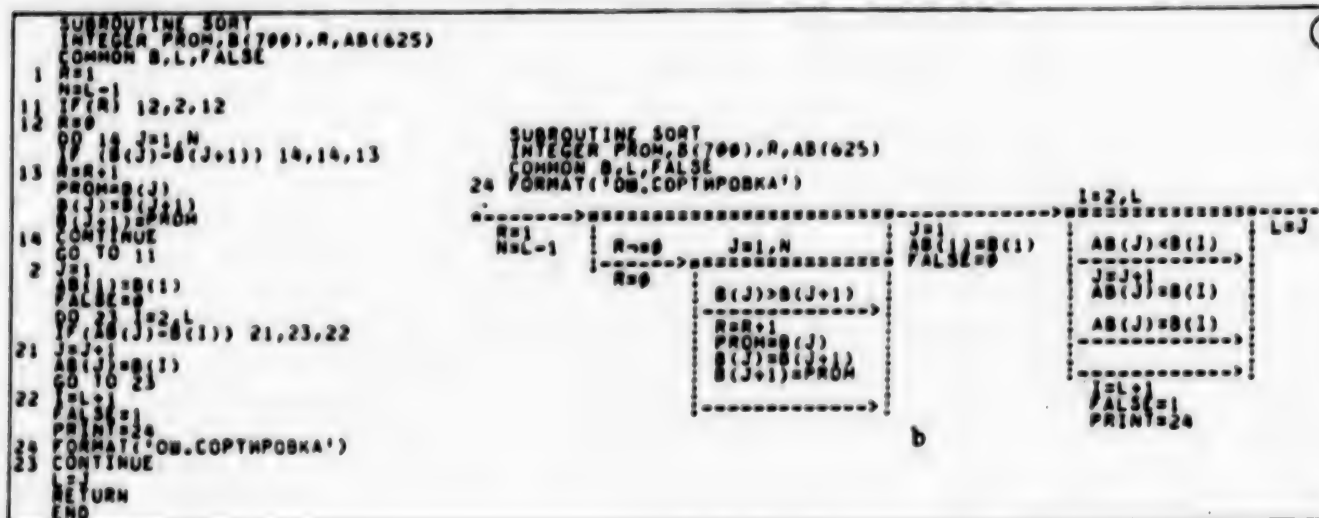 SUBROUTINE SORT
INTEGER PROM,B(700),R,AB(625)
COMMON B,L,FALSE
1 R=1
N=L-1
11 IF(R) 12,2,12
12 R=0
DO 14 J=1,N
IF (B(J)-B(J+1)) 14,14,13
13 R=R+1
PROM=B(J)
B(J)=B(J+1)
B(J+1)=PROM
14 CONTINUE
GO TO 11
2 J=1
AB(1)=B(1)
FALSE=0
DO 23 I=2,L
IF(AB(J)-B(I)) 21,23,22
21 J=J+1
AB(J)=B(I)
GO TO 23
22 I=L+1
FALSE=1
PRINT=24
24 FORMAT('ОШ.СОРТИРОВКА')
23 CONTINUE
L=J
RETURN
END
SUBROUTINE SORT
INTEGER PROM,B(700),R,AB(625)
COMMON B,L,FALSE
24 FORMAT('ОШ.СОРТИРОВКА')
R=1
N=L-1
R¬=0
R=0
J=1,N
B(J)>B(J+1)
R=R+1
PROM=B(J)
B(J)=B(J+1)
B(J+1)=PROM
J=1
AB(1)=B(1)
FALSE=0
I=2,L
AB(J)<B(I)
J=J+1
AB(J)=B(I)
AB(J)=B(I)
I=L+1
FALSE=1
PRINT=24
L=J
b